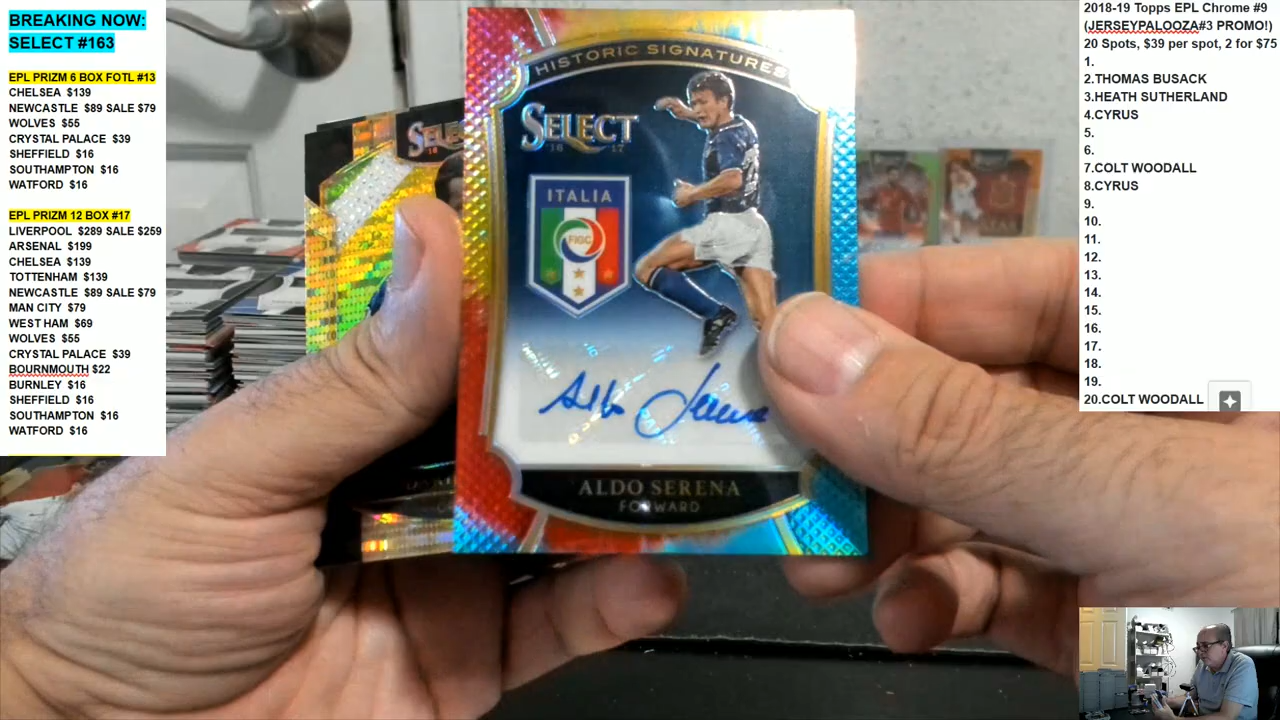 BREAKING NOW:
SELECT #163
EPL PRIZM 6 BOX FOTL #13
CHELSEA $139
NEWCASTLE $89 SALE $79
WOLVES $55
CRYSTAL PALACE $39
SHEFFIELD $16
SOUTHAMPTON $16
WATFORD $16
EPL PRIZM 12 BOX #17
LIVERPOOL $289 SALE $259
ARSENAL $199
CHELSEA $139
TOTTENHAM $139
NEWCASTLE $89 SALE $79
MAN CITY $79
WEST HAM $69
WOLVES $55
CRYSTAL PALACE $39
BOURNMOUTH $22
BURNLEY $16
SHEFFIELD $16
SOUTHAMPTON $16
WATFORD $16
HISTORIC SIGNATURES
SELECT
16 17
ITALIA
FIGC
Aldo Serena
ALDO SERENA
FORWARD
SELECT
2018-19 Topps EPL Chrome #9
(JERSEYPALOOZA#3 PROMO!)
20 Spots, $39 per spot, 2 for $75
1.
2.THOMAS BUSACK
3.HEATH SUTHERLAND
4.CYRUS
5.
6.
7.COLT WOODALL
8.CYRUS
9.
10.
11.
12.
13.
14.
15.
16.
17.
18.
19.
20.COLT WOODALL